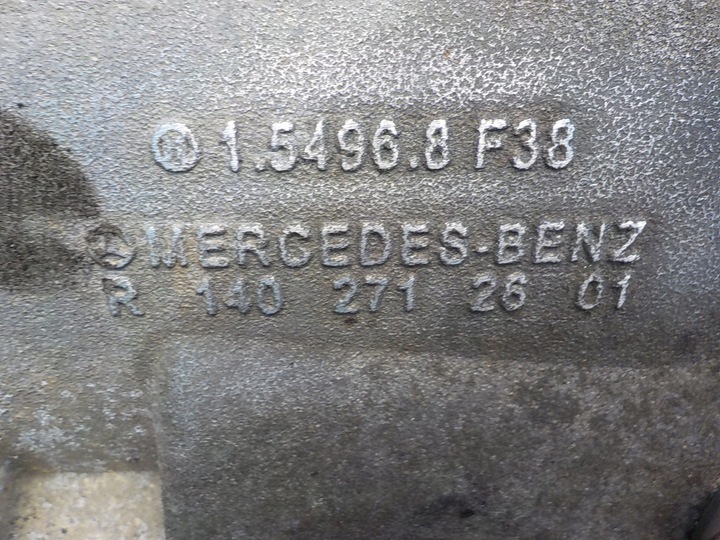 1.5496.8 F38
MERCEDES-BENZ
R 140 271 26 01